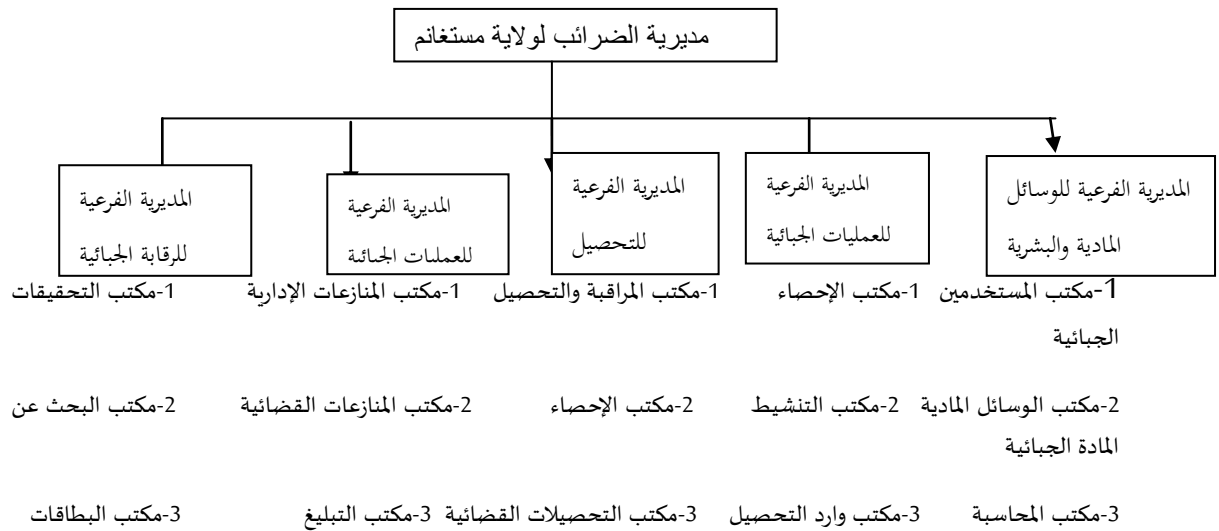 مديرية الضرائب لولاية مستغانم
المديرية الفرعية للوسائل
المادية والبشرية
المديرية الفرعية
للعمليات الجبائية
المديرية الفرعية
للتحصيل
المديرية الفرعية
للعمليات الجبائية
المديرية الفرعية
للرقابة الجبائية
1-مكتب المستخدمين 1-مكتب الإحصاء 1-مكتب المراقبة والتحصيل 1-مكتب المنازعات الإدارية 1-مكتب التحقيقات
الجبائية
2-مكتب الوسائل المادية 2-مكتب التنشيط 2-مكتب الإحصاء 2-مكتب المنازعات القضائية 2-مكتب البحث عن
المادة الجبائية
3-مكتب المحاسبة 3-مكتب وارد التحصيل 3-مكتب التحصيلات القضائية 3-مكتب التبليغ 3-مكتب البطاقات